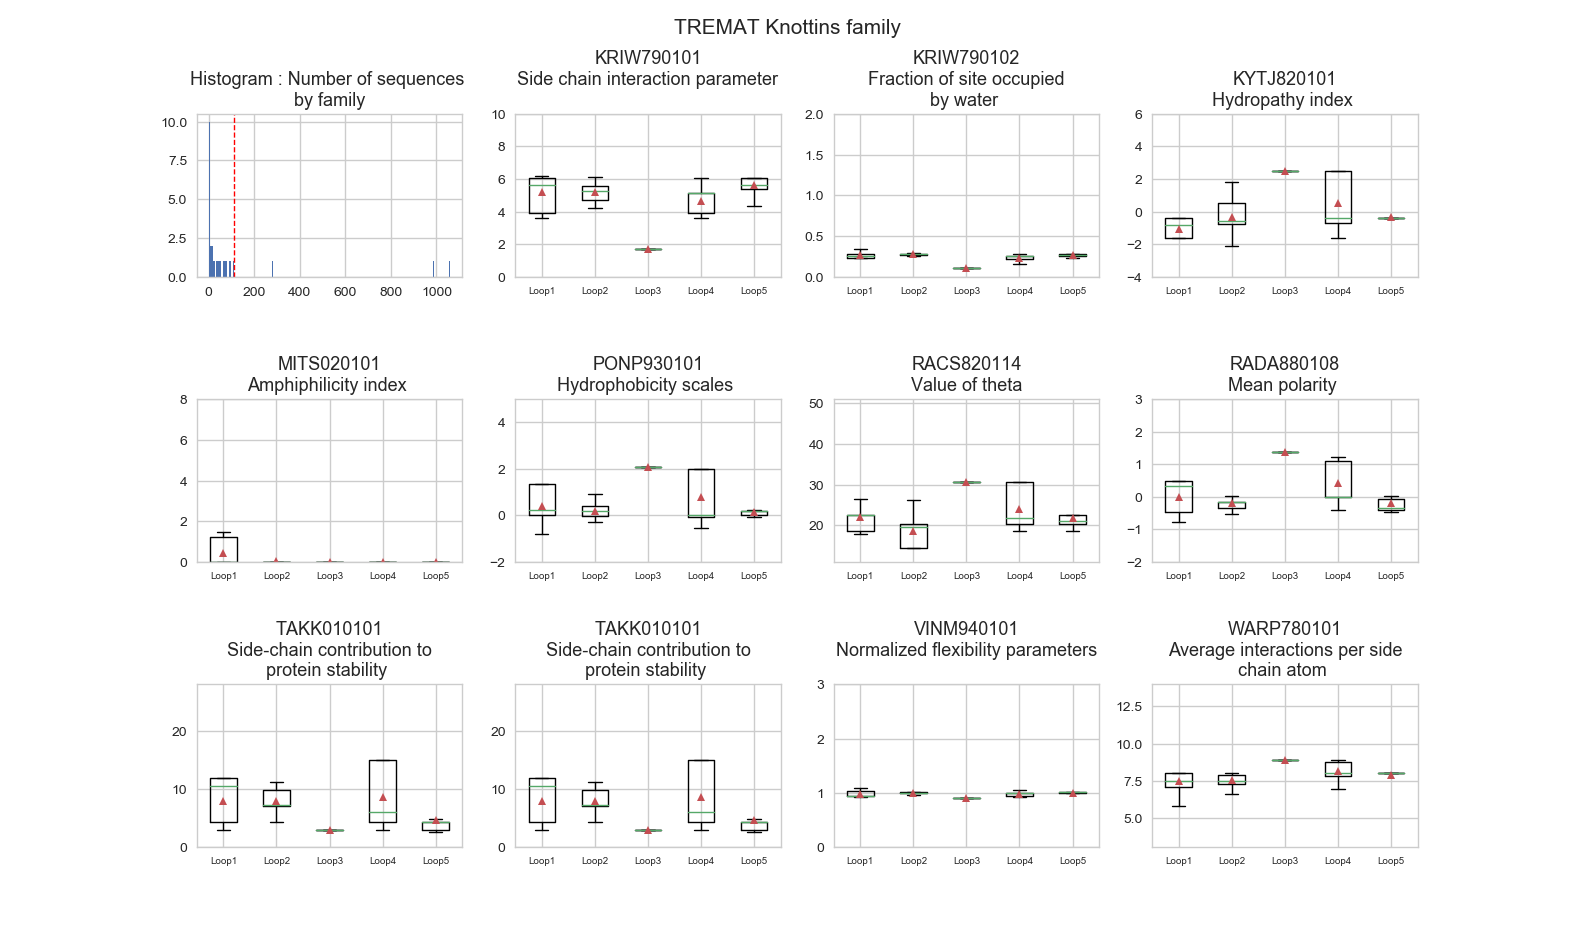 TREMAT Knottins family
Histogram : Number of sequences
by family
10.0
7.5
5.0
2.5
0.0
0 200 400 600 800 1000
KRIW790101
Side chain interaction parameter
10
8
6
4
2
0
Loop1 Loop2 Loop3 Loop4 Loop5
KRIW790102
Fraction of site occupied
by water
2.0
1.5
1.0
0.5
0.0
Loop1 Loop2 Loop3 Loop4 Loop5
KYTJ820101
Hydropathy index
6
4
2
0
−2
−4
Loop1 Loop2 Loop3 Loop4 Loop5
MITS020101
Amphiphilicity index
8
6
4
2
0
Loop1 Loop2 Loop3 Loop4 Loop5
PONP930101
Hydrophobicity scales
4
2
0
−2
Loop1 Loop2 Loop3 Loop4 Loop5
RACS820114
Value of theta
50
40
30
20
Loop1 Loop2 Loop3 Loop4 Loop5
RADA880108
Mean polarity
3
2
1
0
−1
−2
Loop1 Loop2 Loop3 Loop4 Loop5
TAKK010101
Side-chain contribution to
protein stability
20
10
0
Loop1 Loop2 Loop3 Loop4 Loop5
TAKK010101
Side-chain contribution to
protein stability
20
10
0
Loop1 Loop2 Loop3 Loop4 Loop5
VINM940101
Normalized flexibility parameters
3
2
1
0
Loop1 Loop2 Loop3 Loop4 Loop5
WARP780101
Average interactions per side
chain atom
12.5
10.0
7.5
5.0
Loop1 Loop2 Loop3 Loop4 Loop5